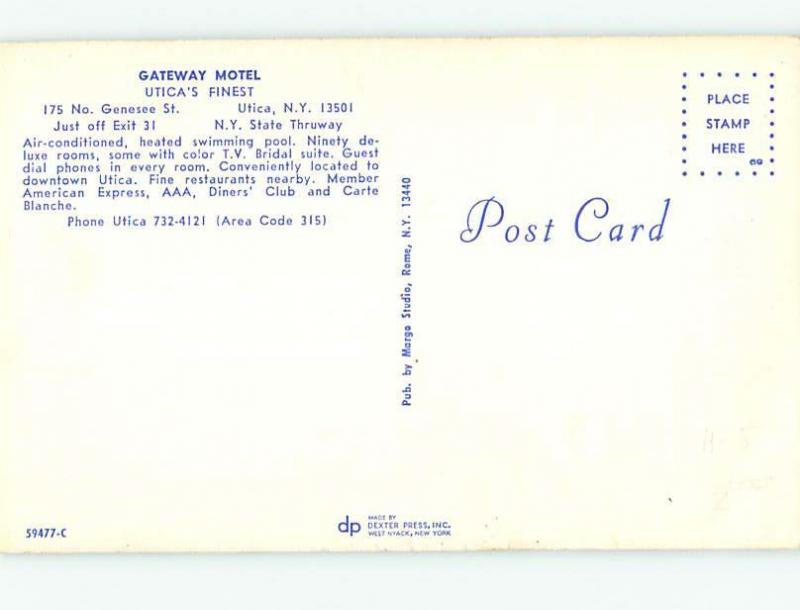 GATEWAY MOTEL
UTICA'S FINEST
175 No. Genesee St. Utica, N.Y. 13501
Just off Exit 31 N.Y. State Thruway
Air-conditioned, heated swimming pool. Ninety de-
luxe rooms, some with color T.V. Bridal suite. Guest
dial phones in every room. Conveniently located to
downtown Utica. Fine restaurants nearby. Member
American Express, AAA, Diners' Club and Carte
Blanche.
Phone Utica 732-4121 (Area Code 315)
Pub. by Margo Studio, Rome, N.Y. 13440
PLACE
STAMP
HERE
Post Card
59477-C
dp
MADE BY
DEXTER PRESS, INC.
WEST NYACK, NEW YORK